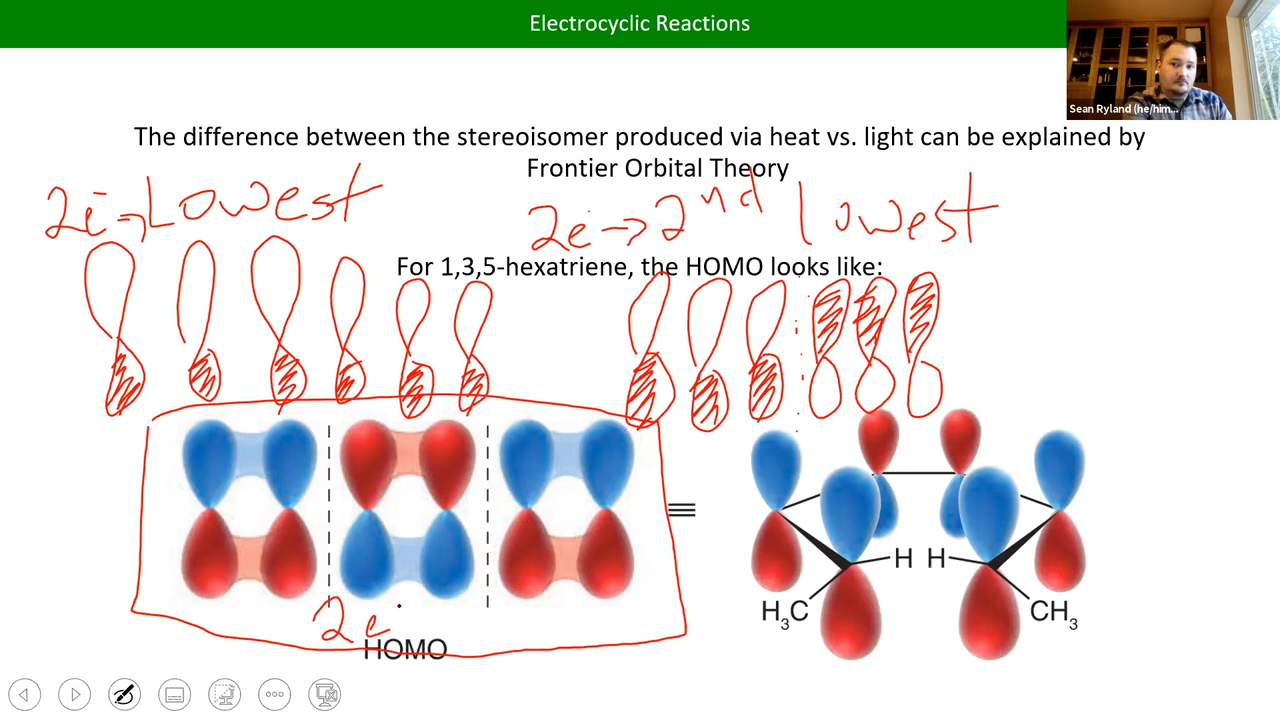 Electrocyclic Reactions
Sean Ryland (he/him...
The difference between the stereoisomer produced via heat vs. light can be explained by
Frontier Orbital Theory
2e⁻→Lowest
2e⁻→2nd lowest
For 1,3,5-hexatriene, the HOMO looks like:
≡
H H
H₃C CH₃
2e
HOMO